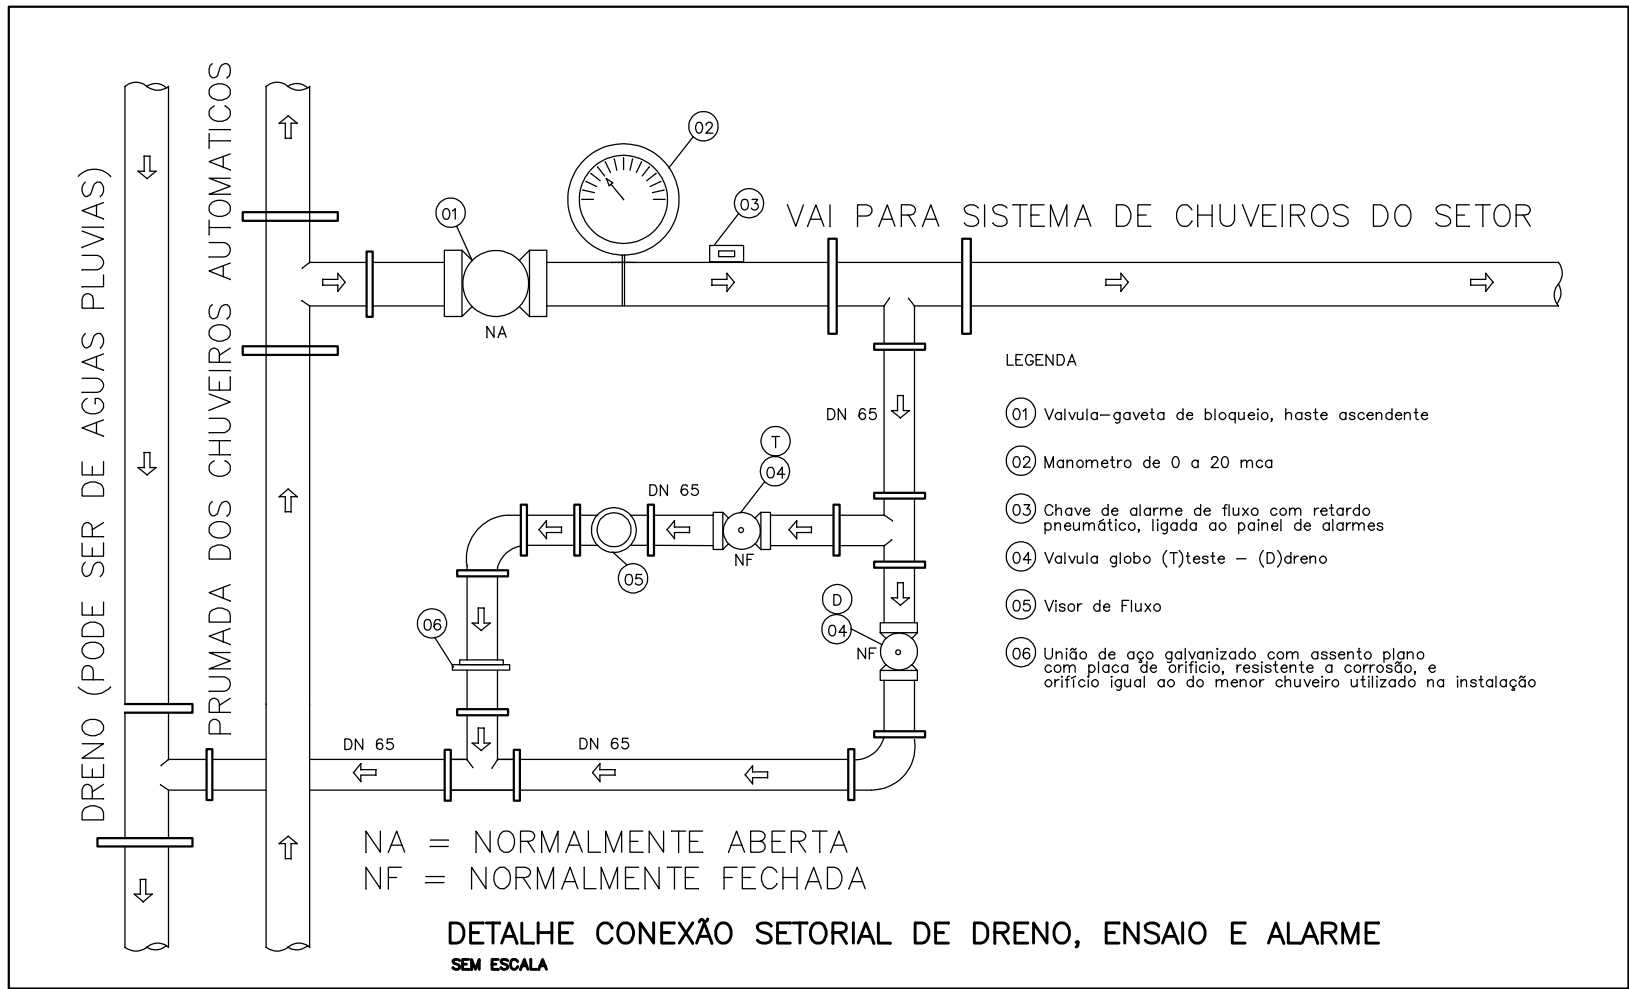 DRENO (PODE SER DE AGUAS PLUVIAS)
PRUMADA DOS CHUVEIROS AUTOMATICOS
01
02
03
VAI PARA SISTEMA DE CHUVEIROS DO SETOR
NA
DN 65
T
04
DN 65
NF
05
D
04
NF
06
DN 65
DN 65
LEGENDA
01 Valvula-gaveta de bloqueio, haste ascendente
02 Manometro de 0 a 20 mca
03 Chave de alarme de fluxo com retardo
pneumático, ligada ao painel de alarmes
04 Valvula globo (T)teste - (D)dreno
05 Visor de Fluxo
06 União de aço galvanizado com assento plano
com placa de orificio, resistente a corrosão, e
orifício igual ao do menor chuveiro utilizado na instalação
NA = NORMALMENTE ABERTA
NF = NORMALMENTE FECHADA
DETALHE CONEXÃO SETORIAL DE DRENO, ENSAIO E ALARME
SEM ESCALA